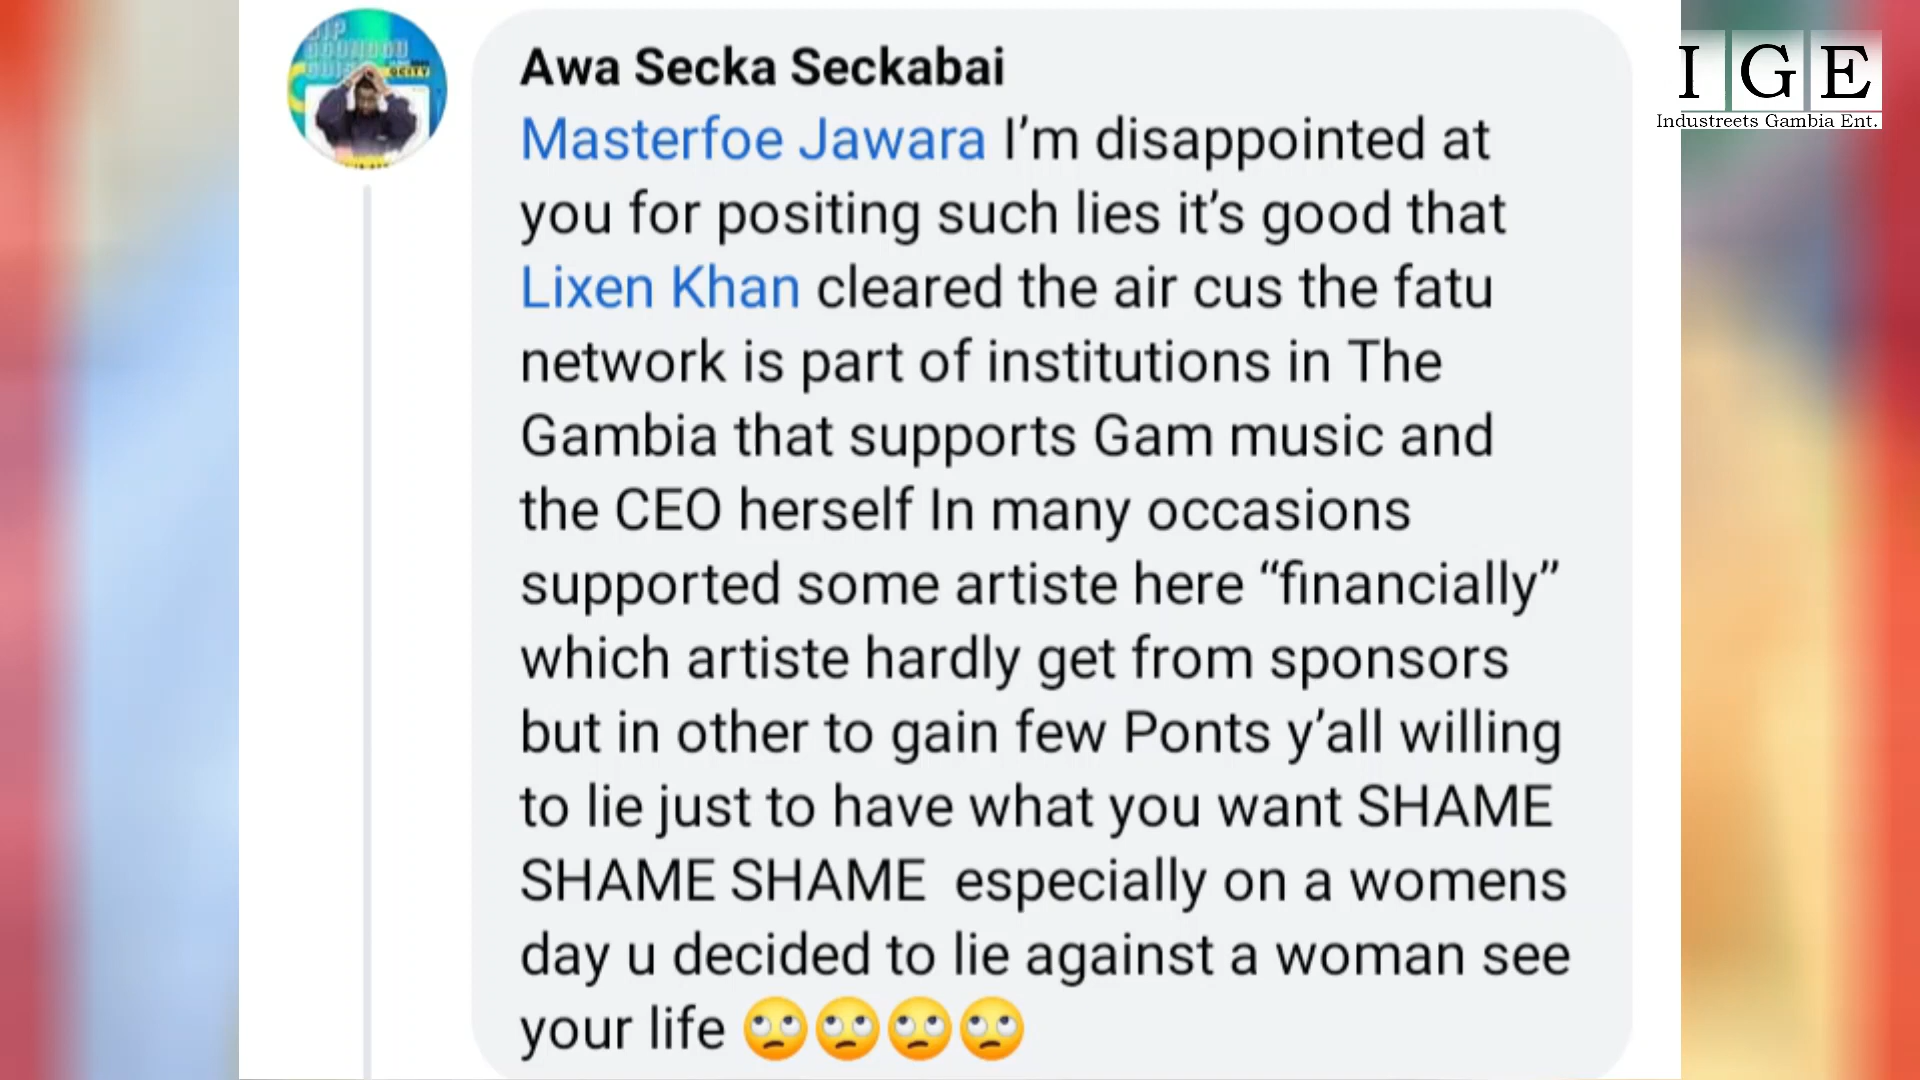 Awa Secka Seckabai
Masterfoe Jawara I’m disappointed at
you for positing such lies it’s good that
Lixen Khan cleared the air cus the fatu
network is part of institutions in The
Gambia that supports Gam music and
the CEO herself In many occasions
supported some artiste here “financially”
which artiste hardly get from sponsors
but in other to gain few Ponts y’all willing
to lie just to have what you want SHAME
SHAME SHAME  especially on a womens
day u decided to lie against a woman see
your life 🙄🙄🙄🙄
I G E
Industreets Gambia Ent.